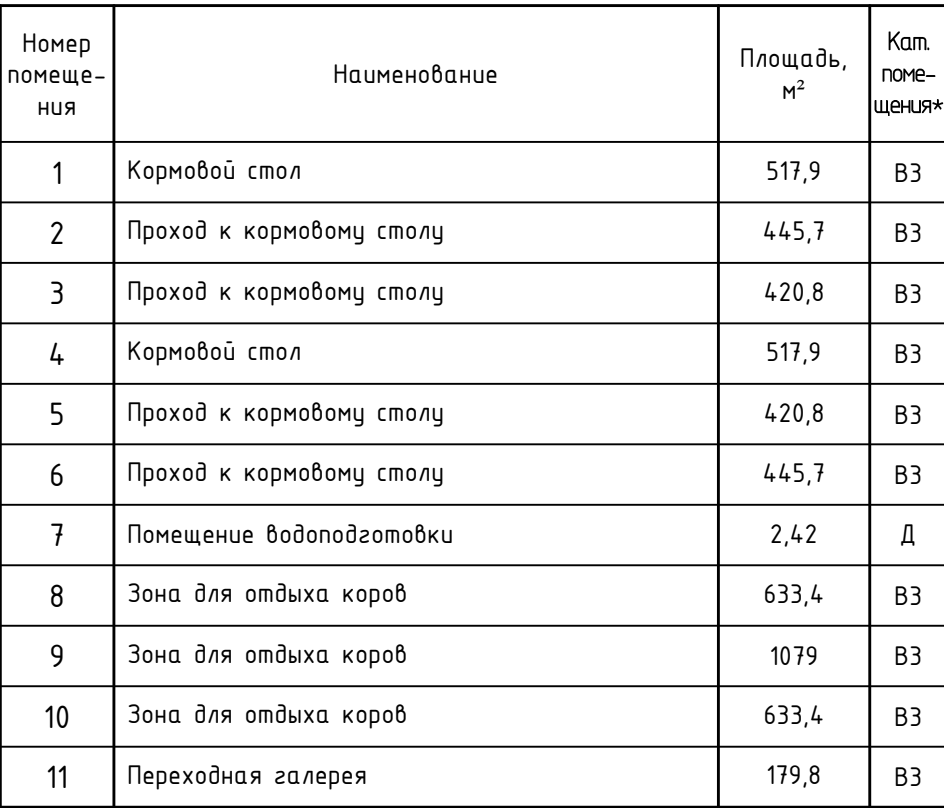 Номер
помеще-
ния
Наименование
Площадь,
м²
Кат.
поме-
щения*
1 Кормовой стол 517,9 В3
2 Проход к кормовому столу 445,7 В3
3 Проход к кормовому столу 420,8 В3
4 Кормовой стол 517,9 В3
5 Проход к кормовому столу 420,8 В3
6 Проход к кормовому столу 445,7 В3
7 Помещение водоподготовки 2,42 Д
8 Зона для отдыха коров 633,4 В3
9 Зона для отдыха коров 1079 В3
10 Зона для отдыха коров 633,4 В3
11 Переходная галерея 179,8 В3